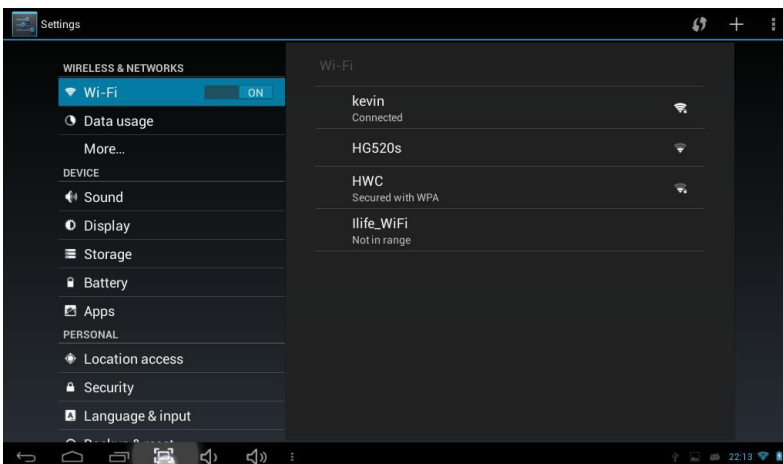 Settings
WIRELESS & NETWORKS
Wi-Fi
ON
Data usage
More...
DEVICE
Sound
Display
Storage
Battery
Apps
PERSONAL
Location access
Security
A
Language & input
Wi-Fi
kevin
Connected
HG520s
HWC
Secured with WPA
Ilife_WiFi
Not in range
22:13